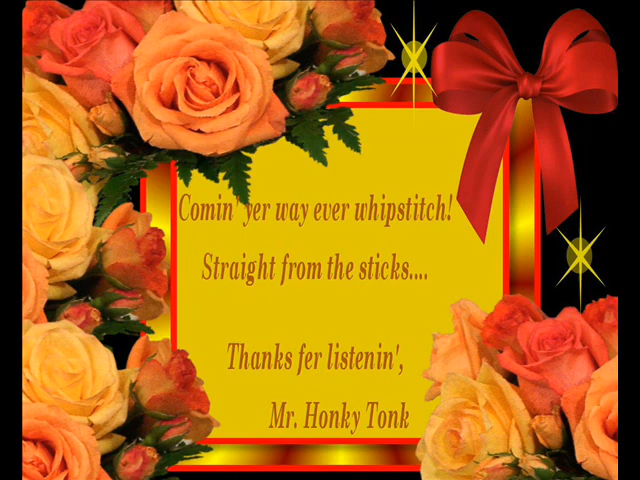 Comin' yer way ever whipstitch!
Straight from the sticks....
Thanks fer listenin',
Mr. Honky Tonk